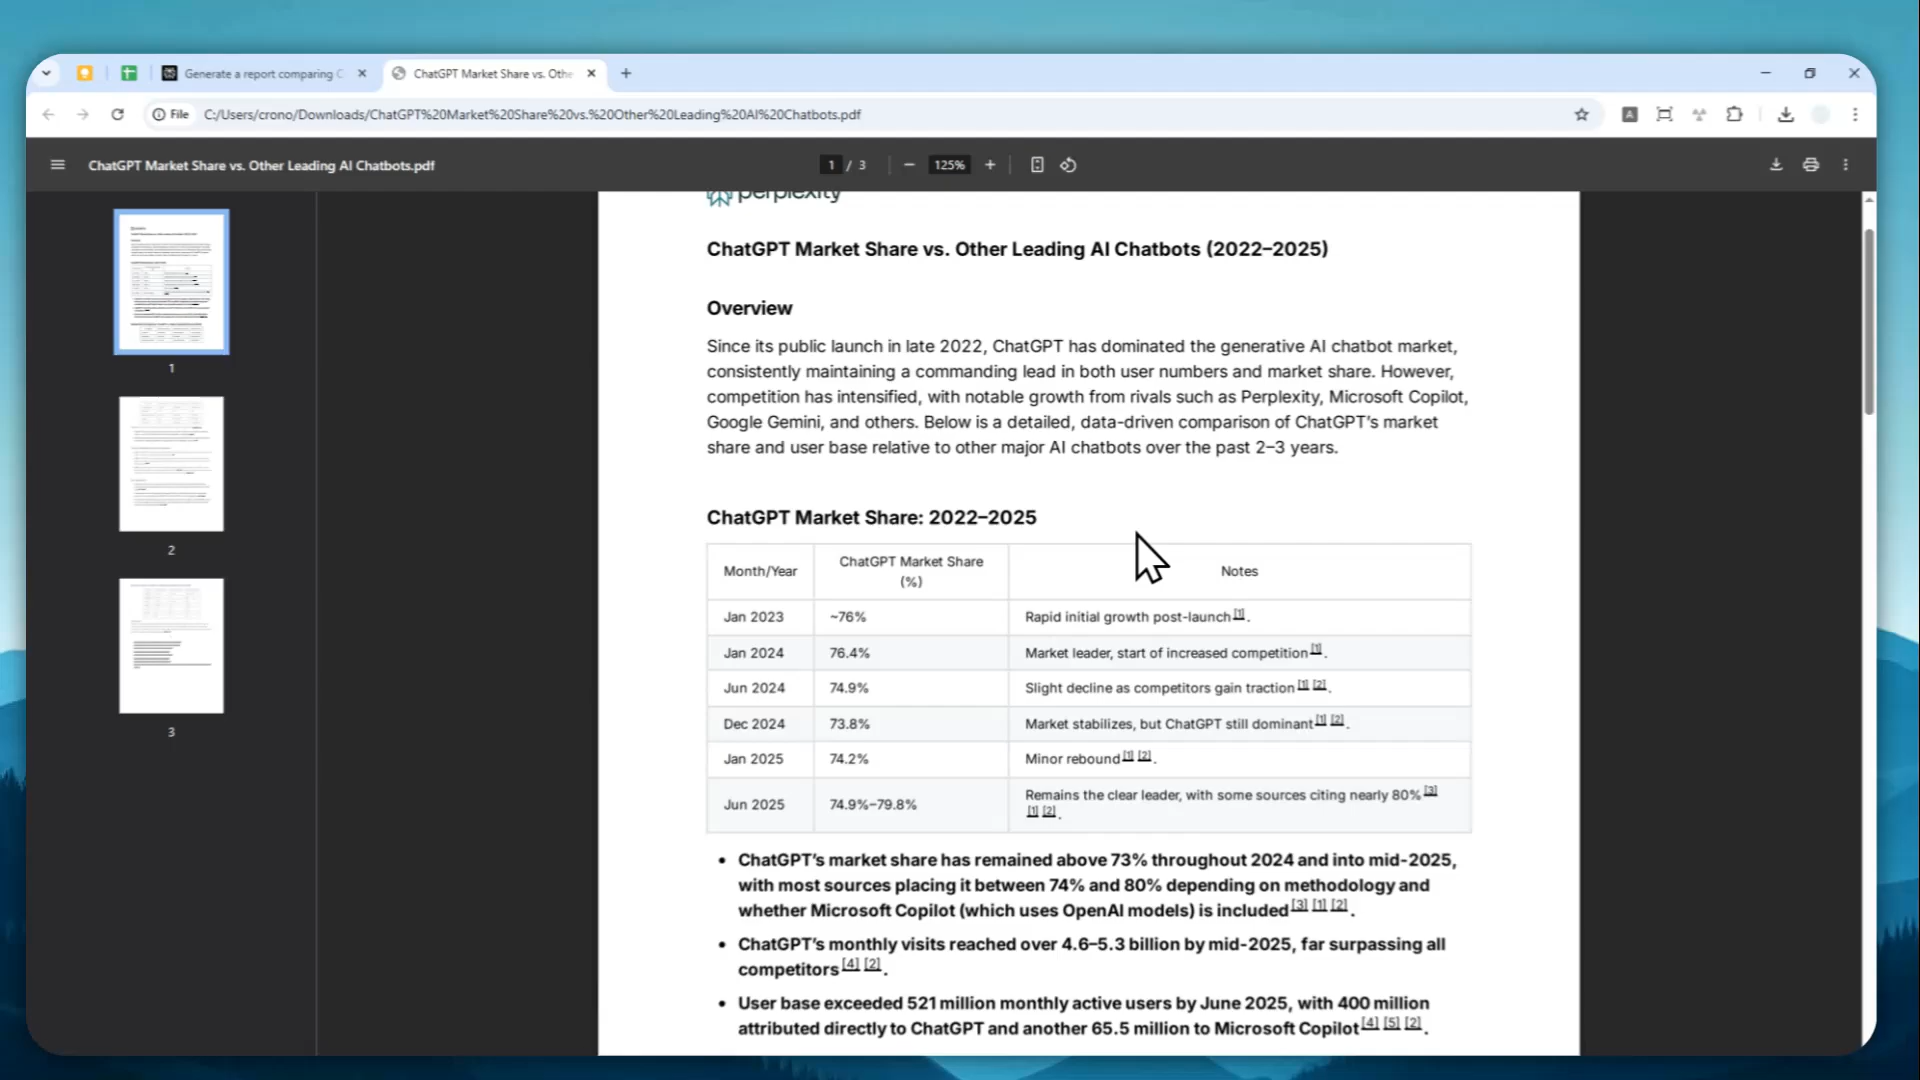 Generate a report comparing C
ChatGPT Market Share vs. Othe
File
C:/Users/crono/Downloads/ChatGPT%20Market%20Share%20vs.%20Other%20Leading%20AI%20Chatbots.pdf
ChatGPT Market Share vs. Other Leading AI Chatbots.pdf
1 / 3
125%
perplexity
ChatGPT Market Share vs. Other Leading AI Chatbots (2022–2025)
Overview
Since its public launch in late 2022, ChatGPT has dominated the generative AI chatbot market,
consistently maintaining a commanding lead in both user numbers and market share. However,
competition has intensified, with notable growth from rivals such as Perplexity, Microsoft Copilot,
Google Gemini, and others. Below is a detailed, data-driven comparison of ChatGPT's market
share and user base relative to other major AI chatbots over the past 2–3 years.
ChatGPT Market Share: 2022–2025
Month/Year ChatGPT Market Share (%) Notes
Jan 2023 ~76% Rapid initial growth post-launch [1].
Jan 2024 76.4% Market leader, start of increased competition [1].
Jun 2024 74.9% Slight decline as competitors gain traction [1] [2].
Dec 2024 73.8% Market stabilizes, but ChatGPT still dominant [1] [2].
Jan 2025 74.2% Minor rebound [1] [2].
Jun 2025 74.9%–79.8% Remains the clear leader, with some sources citing nearly 80% [3]
[1] [2].
• ChatGPT's market share has remained above 73% throughout 2024 and into mid-2025,
with most sources placing it between 74% and 80% depending on methodology and
whether Microsoft Copilot (which uses OpenAI models) is included [3] [1] [2].
• ChatGPT's monthly visits reached over 4.6–5.3 billion by mid-2025, far surpassing all
competitors [4] [2].
• User base exceeded 521 million monthly active users by June 2025, with 400 million
attributed directly to ChatGPT and another 65.5 million to Microsoft Copilot [4] [5] [2].
1
2
3